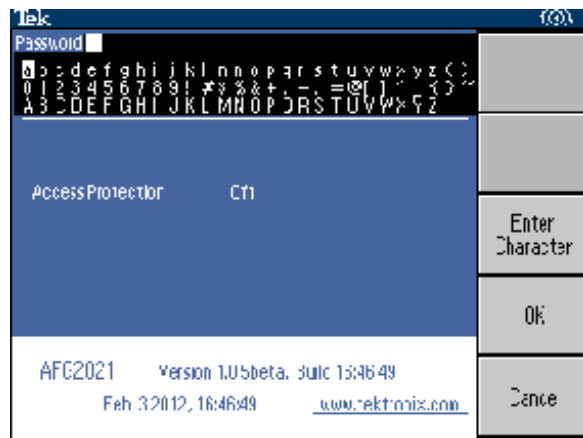 Tek
Password
a b c d e f g h i j k l m n o p q r s t u v w x y z ( )
0 1 2 3 4 5 6 7 8 9 ! # $ % & + , - . = @ [ ]
A B C D E F G H I J K L M N O P Q R S T U V W X Y Z
Access Protection Off
Enter
Character
OK
AFG2021 Version 1.0.5beta, Build 16:46:49
Feb 3 2012, 16:46:49 www.tektronix.com
Cancel